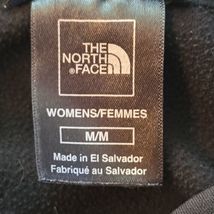 THE
NORTH
FACE
WOMENS/FEMMES
M/M
Made in El Salvador
Fabriqué au Salvador